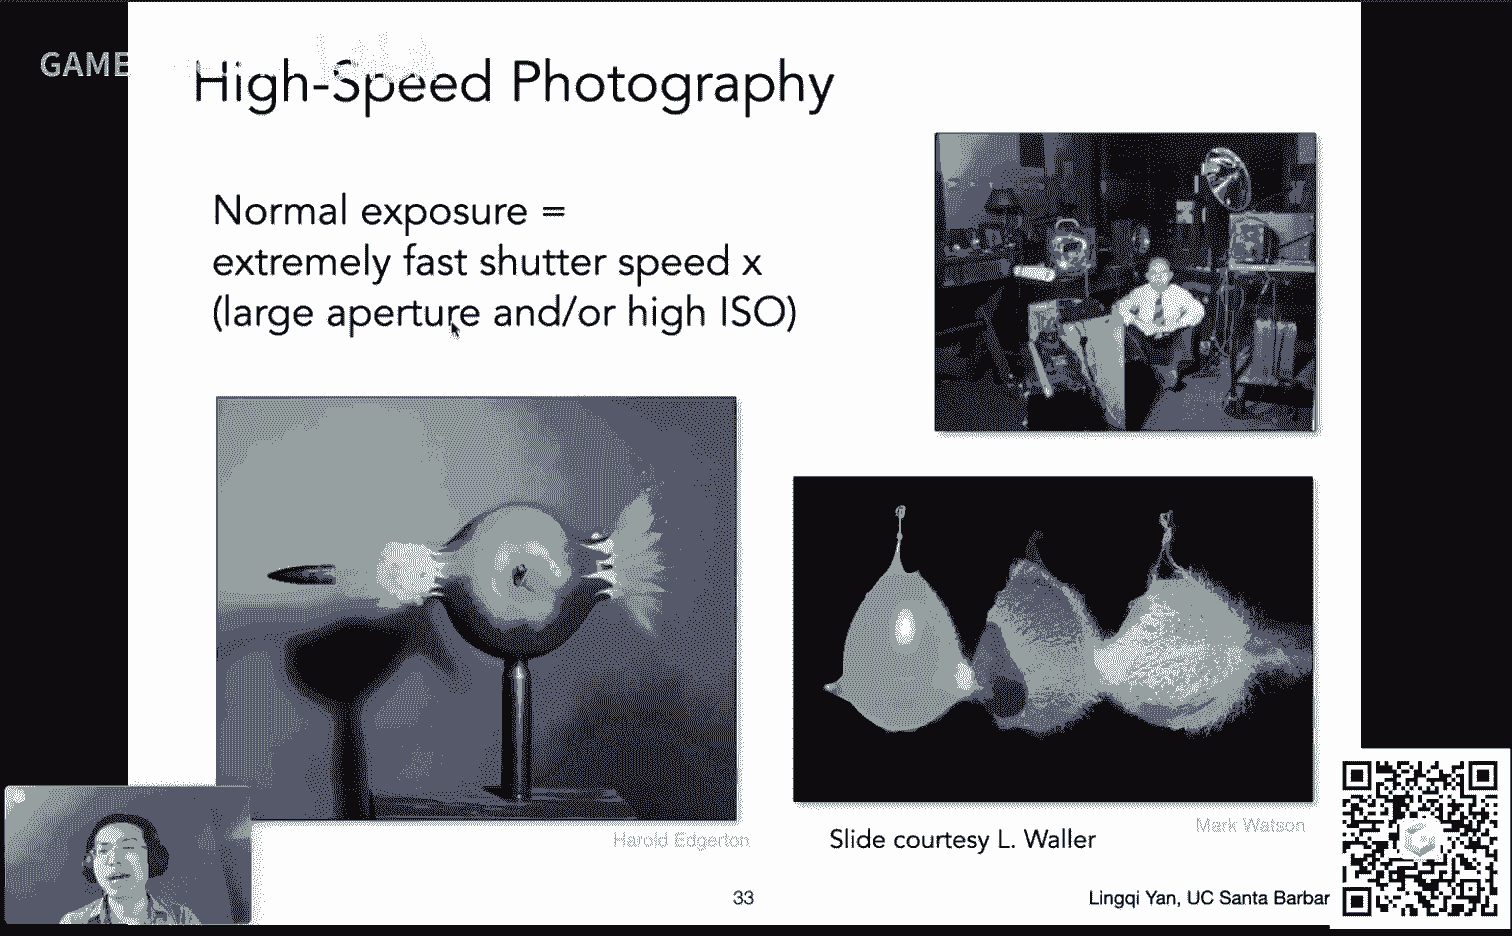 GAME
High-Speed Photography
Normal exposure =
extremely fast shutter speed x
(large aperture and/or high ISO)
Harold Edgerton
Mark Watson
Slide courtesy L. Waller
33
Lingqi Yan, UC Santa Barbar